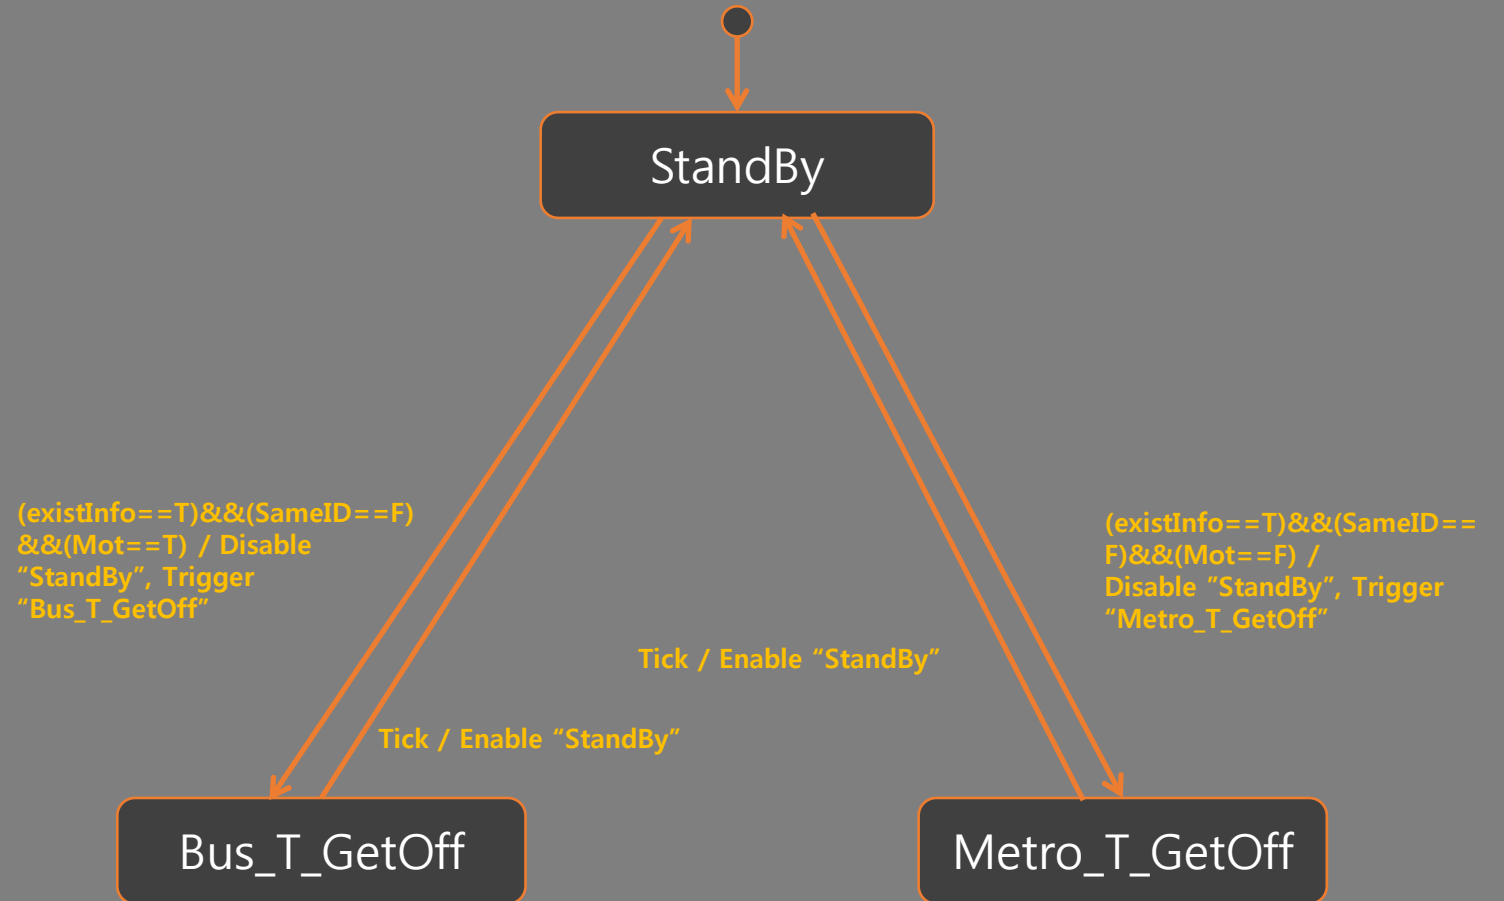 StandBy
(existInfo==T)&&(SameID==F)
&&(Mot==T) / Disable
“StandBy”, Trigger
“Bus_T_GetOff”
(existInfo==T)&&(SameID==
F)&&(Mot==F) /
Disable “StandBy”, Trigger
“Metro_T_GetOff”
Tick / Enable “StandBy”
Tick / Enable “StandBy”
Bus_T_GetOff
Metro_T_GetOff